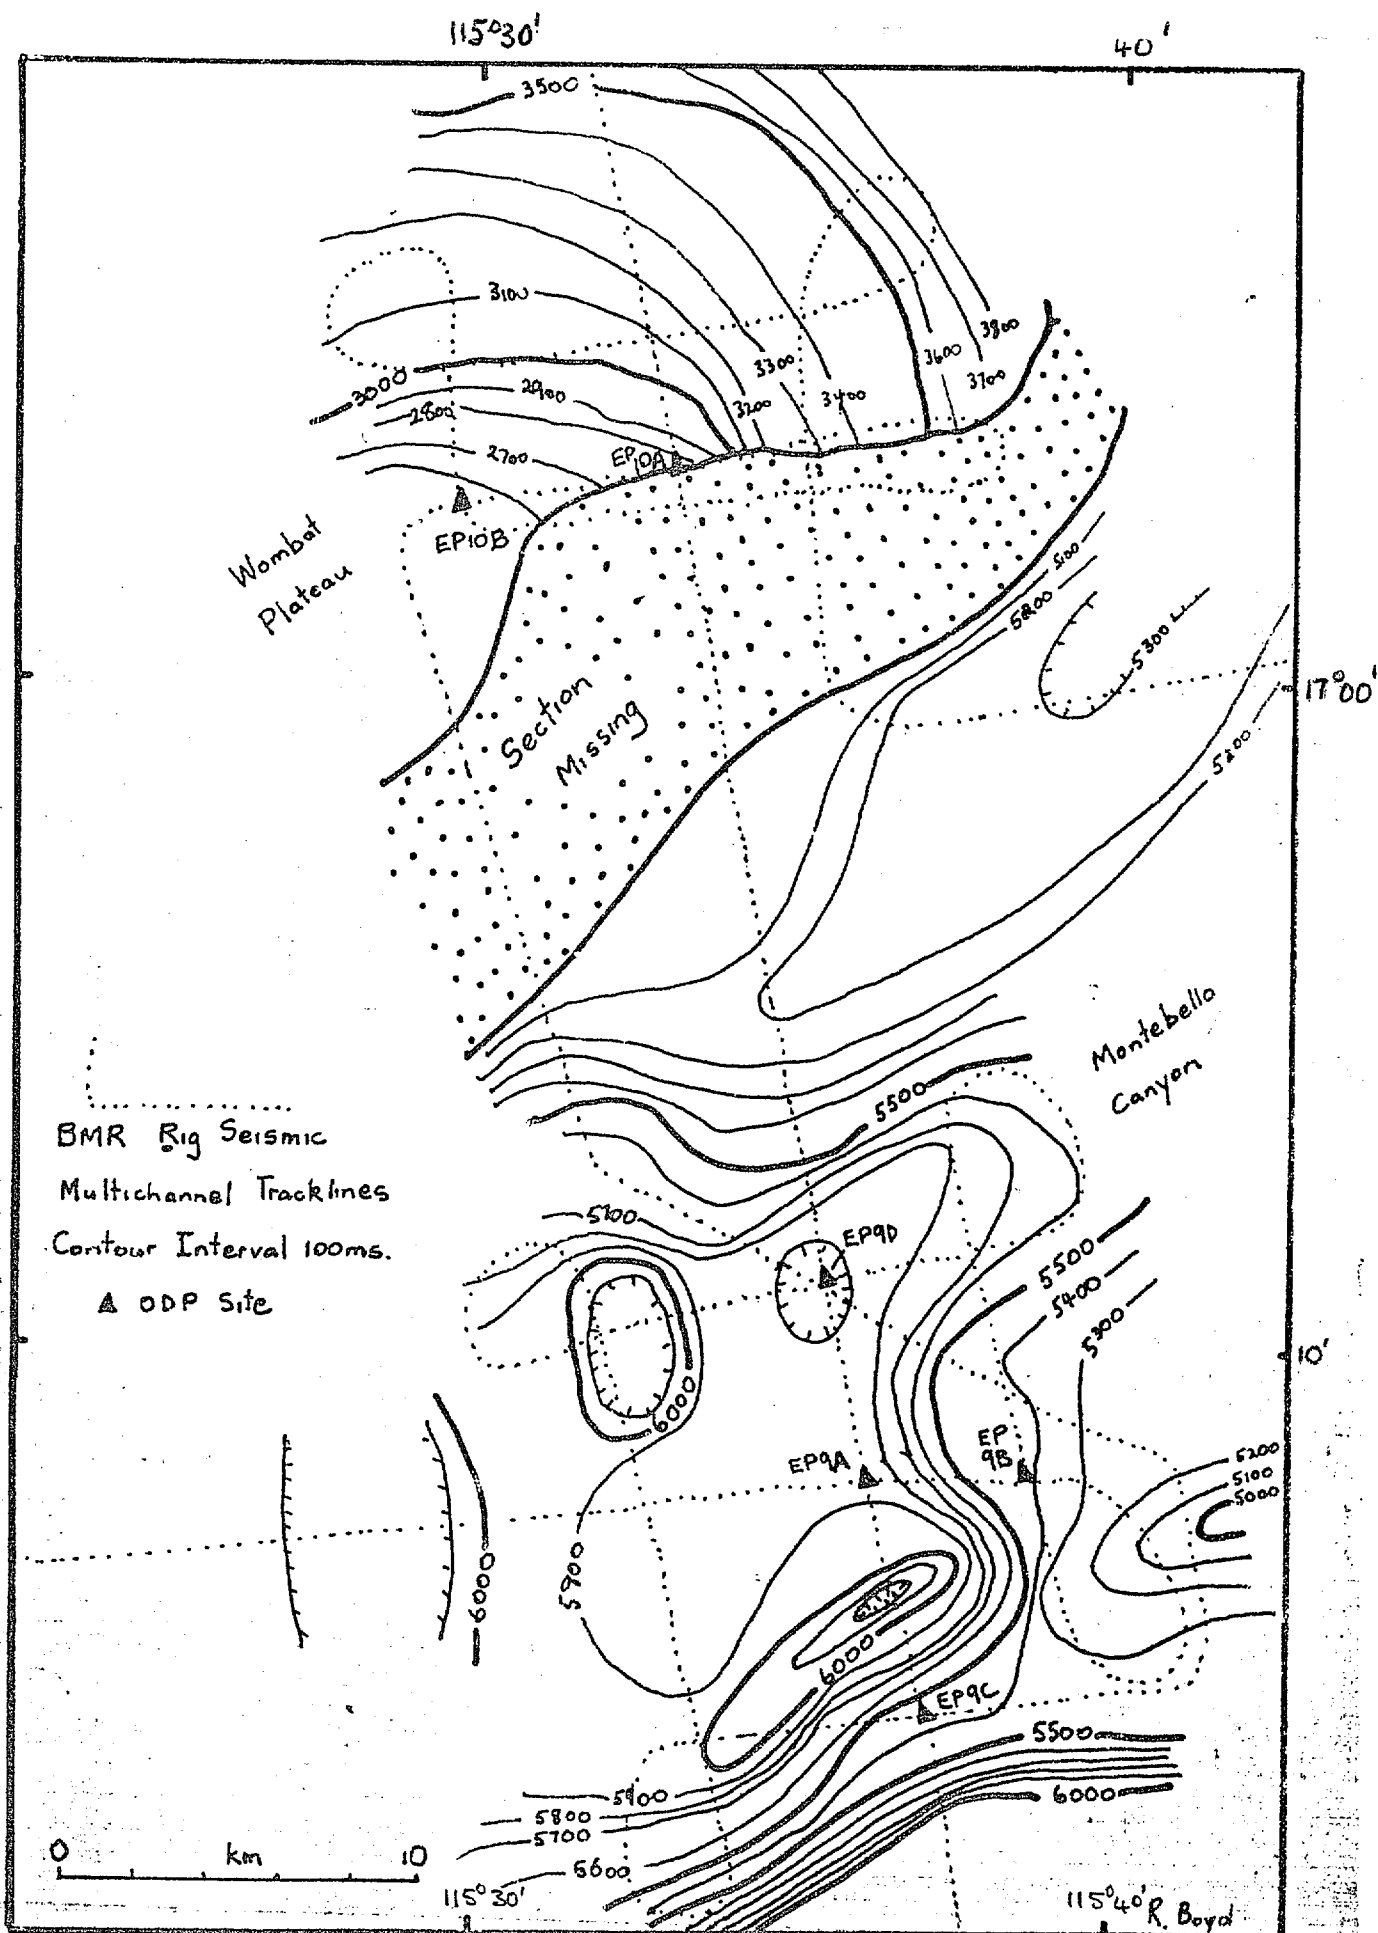 115°30'
40'
3500
3100
3000
2900
2800
2700
3200
3300
3400
3600
3700
3800
EP10A
EP10B
Wombat
Plateau
Section
Missing
5100
5200
5300
17°00'
5200
Montebello
Canyon
5500
BMR Rig Seismic
Multichannel Tracklines
Contour Interval 100ms.
▲ ODP Site
5700
EP9D
5500
5400
5300
10'
6000
EP9A
EP
9B
5200
5100
5000
6000
5900
6000
EP9C
5500
5900
5800
5700
5600
6000
0 km 10
115°30'
115°40'
R. Boyd